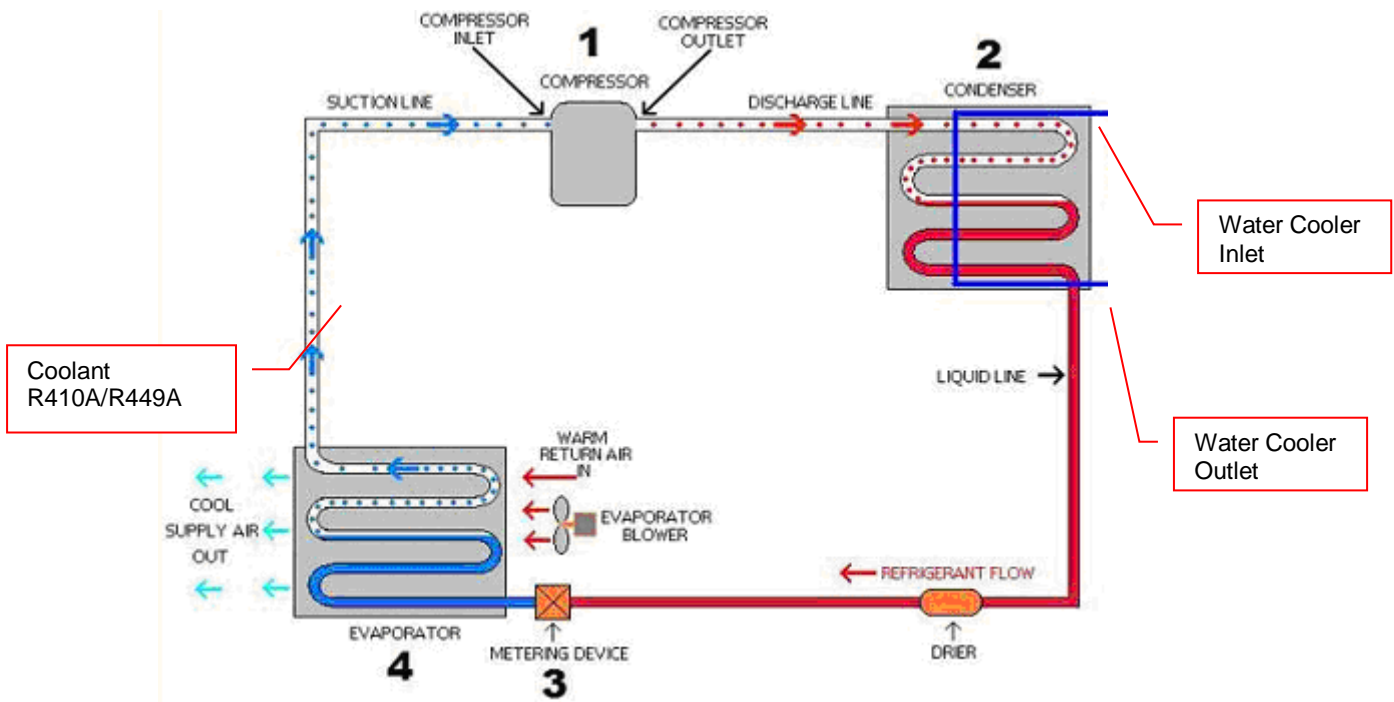 COMPRESSOR
INLET
1
COMPRESSOR
OUTLET
2
COMPRESSOR
CONDENSER
SUCTION LINE
DISCHARGE LINE
Water Cooler
Inlet
Coolant
R410A/R449A
LIQUID LINE
Water Cooler
Outlet
WARM
RETURN AIR
IN
COOL
SUPPLY AIR
OUT
EVAPORATOR
BLOWER
REFRIGERANT FLOW
EVAPORATOR
4
METERING DEVICE
3
DRIER